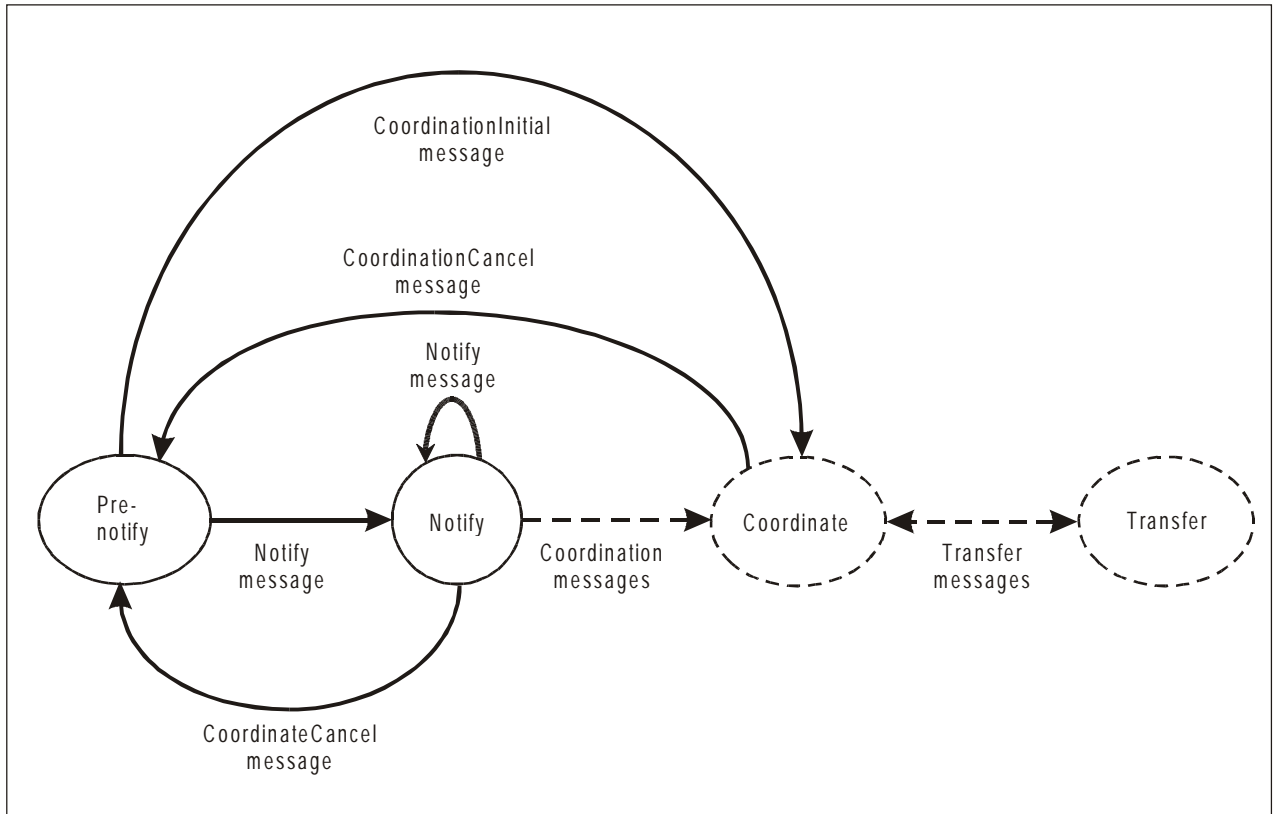 CoordinationInitial
message
CoordinationCancel
message
Notify
message
Pre-
notify
Notify
message
Notify
Coordination
messages
Coordinate
Transfer
messages
Transfer
CoordinateCancel
message